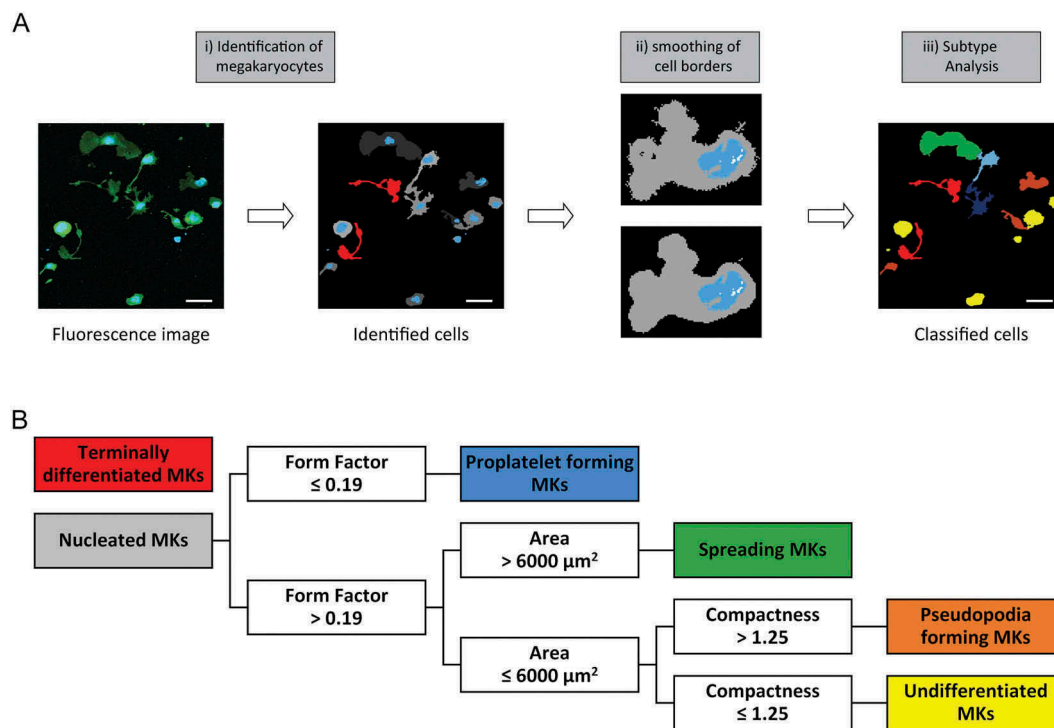 A
i) Identification of
megakaryocytes
ii) smoothing of
cell borders
iii) Subtype
Analysis
Fluorescence image
Identified cells
Classified cells
B
Terminally
differentiated MKs
Nucleated MKs
Form Factor
≤ 0.19
Proplatelet forming
MKs
Form Factor
> 0.19
Area
> 6000 µm²
Spreading MKs
Area
≤ 6000 µm²
Compactness
> 1.25
Pseudopodia
forming MKs
Compactness
≤ 1.25
Undifferentiated
MKs